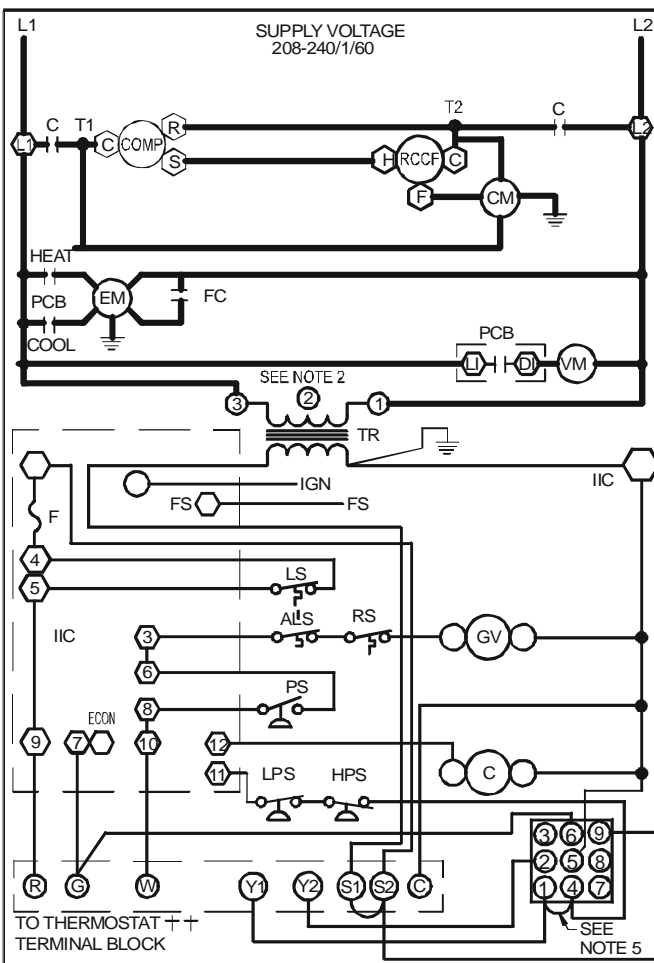 L1
SUPPLY VOLTAGE
L2
208-240/1/60
C
T1
T2
C
R
L1
C
COMP
L2
S
H
RCCF
C
F
CM
HEAT
PCB
EM
FC
COOL
PCB
LI
DI
VM
SEE NOTE 2
3
2
1
TR
IGN
IIC
FS
FS
F
4
LS
5
ALS
RS
IIC
3
GV
6
PS
8
ECON
9
7
10
12
C
11
LPS
HPS
3
6
9
2
5
8
1
4
7
R
G
W
Y1
Y2
S1
S2
C
TO THERMOSTAT ++
TERMINAL BLOCK
SEE
NOTE 5